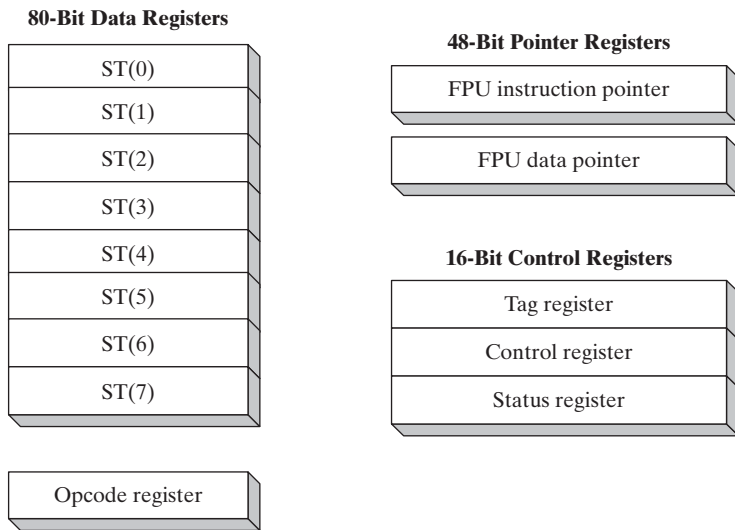 80-Bit Data Registers
ST(0)
ST(1)
ST(2)
ST(3)
ST(4)
ST(5)
ST(6)
ST(7)
Opcode register
48-Bit Pointer Registers
FPU instruction pointer
FPU data pointer
16-Bit Control Registers
Tag register
Control register
Status register